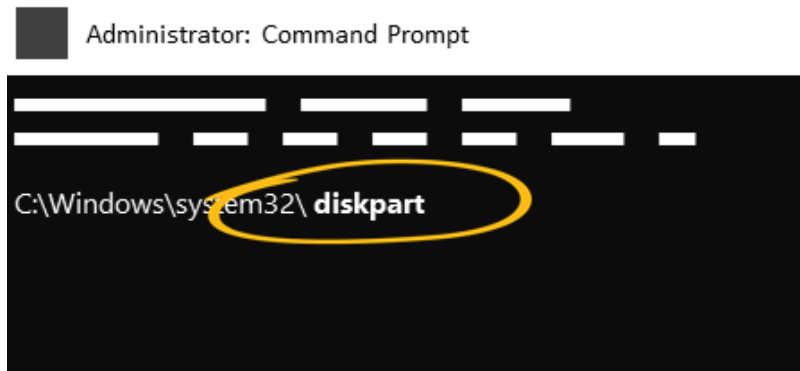 Administrator: Command Prompt
C:\Windows\system32\ diskpart